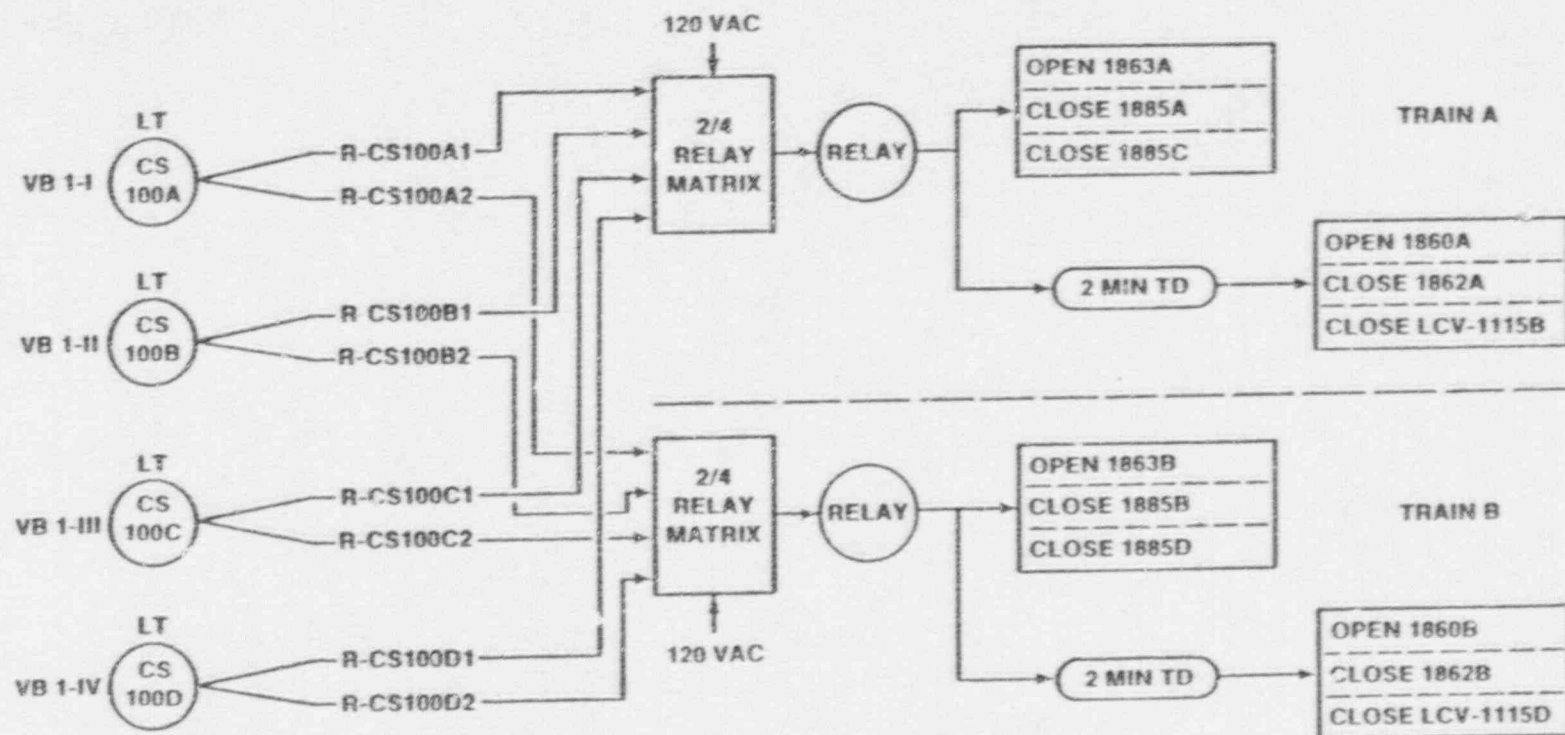 120 VAC
2/4
RELAY
MATRIX
RELAY
OPEN 1863A
CLOSE 1885A
CLOSE 1885C
TRAIN A
2 MIN TD
OPEN 1860A
CLOSE 1862A
CLOSE LCV-1115B
LT
VB 1-I
CS
100A
R-CS100A1
R-CS100A2
LT
VB 1-II
CS
100B
R-CS100B1
R-CS100B2
LT
VB 1-III
CS
100C
R-CS100C1
R-CS100C2
LT
VB 1-IV
CS
100D
R-CS100D1
R-CS100D2
2/4
RELAY
MATRIX
120 VAC
RELAY
OPEN 1863B
CLOSE 1885B
CLOSE 1885D
TRAIN B
2 MIN TD
OPEN 1860B
CLOSE 1862B
CLOSE LCV-1115D